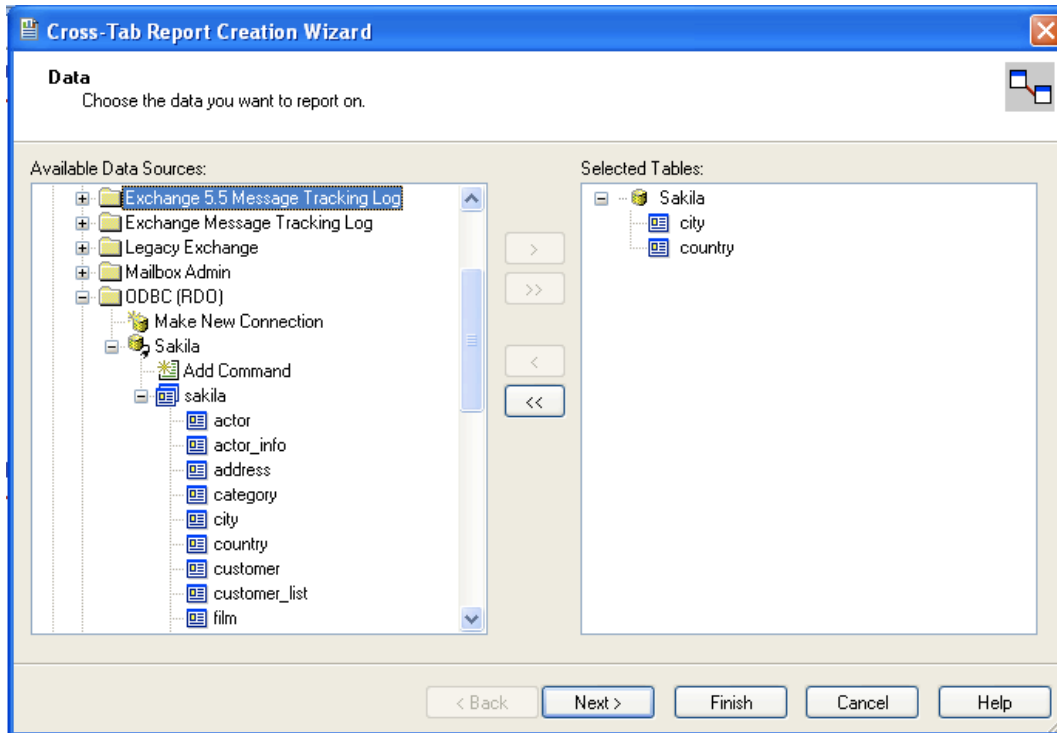 Cross-Tab Report Creation Wizard
Data
Choose the data you want to report on.
Available Data Sources:
Exchange 5.5 Message Tracking Log
Exchange Message Tracking Log
Legacy Exchange
Mailbox Admin
ODBC (RDO)
Make New Connection
Sakila
Add Command
sakila
actor
actor_info
address
category
city
country
customer
customer_list
film
>
>>
<
<<
Selected Tables:
Sakila
city
country
< Back
Next >
Finish
Cancel
Help